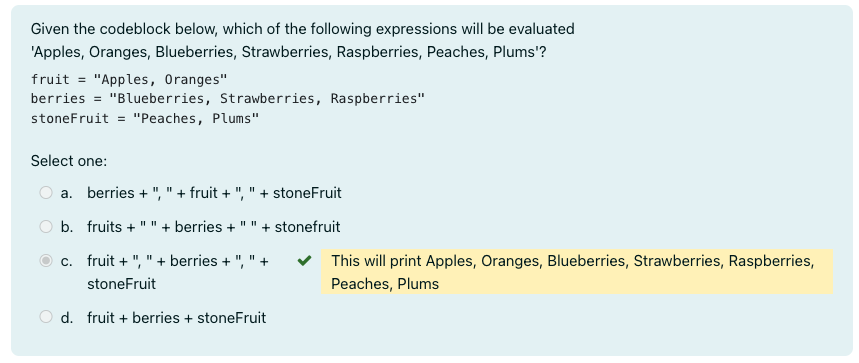 Given the codeblock below, which of the following expressions will be evaluated
'Apples, Oranges, Blueberries, Strawberries, Raspberries, Peaches, Plums'?
fruit = "Apples, Oranges"
berries = "Blueberries, Strawberries, Raspberries"
stoneFruit = "Peaches, Plums"
Select one:
a. berries + ", " + fruit + ", " + stoneFruit
b. fruits + " " + berries + " " + stonefruit
c. fruit + ", " + berries + ", " +
stoneFruit
This will print Apples, Oranges, Blueberries, Strawberries, Raspberries,
Peaches, Plums
d. fruit + berries + stoneFruit